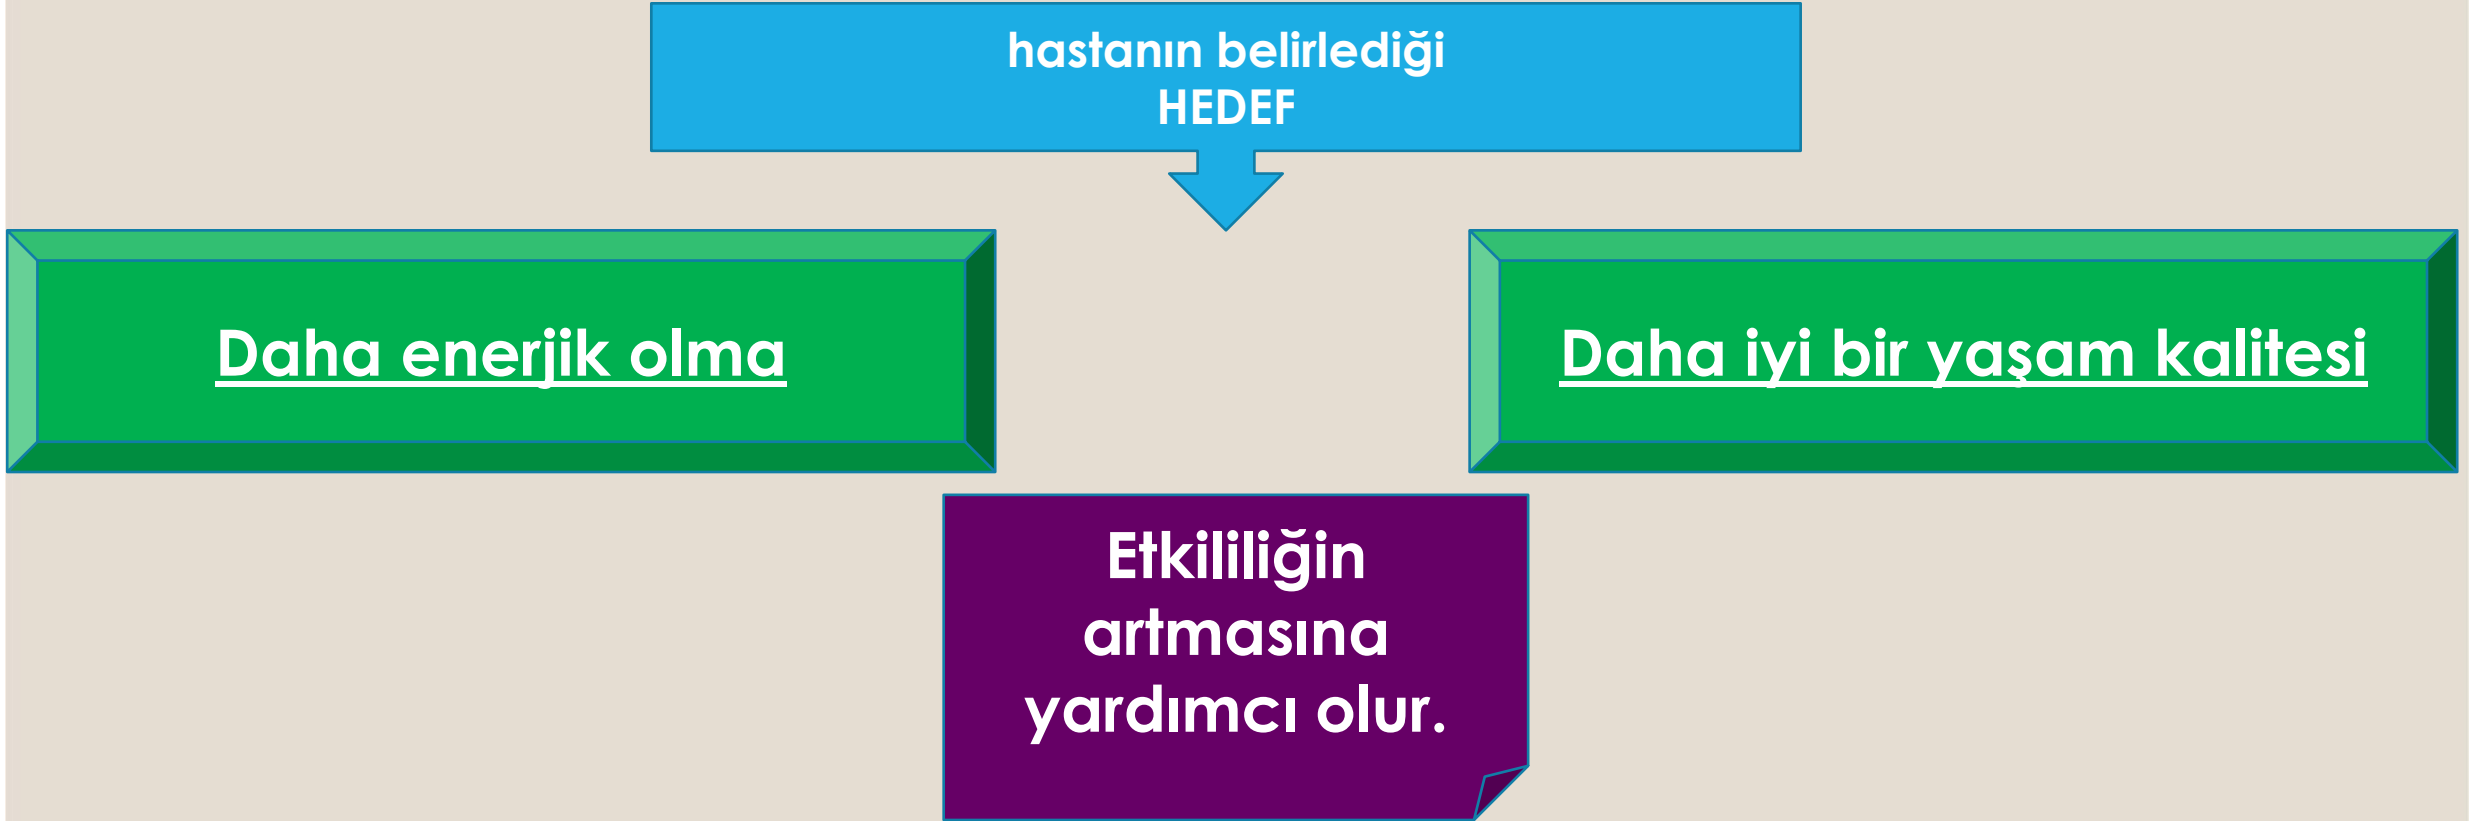 hastanın belirlediği
HEDEF
Daha enerjik olma
Daha iyi bir yaşam kalitesi
Etkililiğin
artmasına
yardımcı olur.